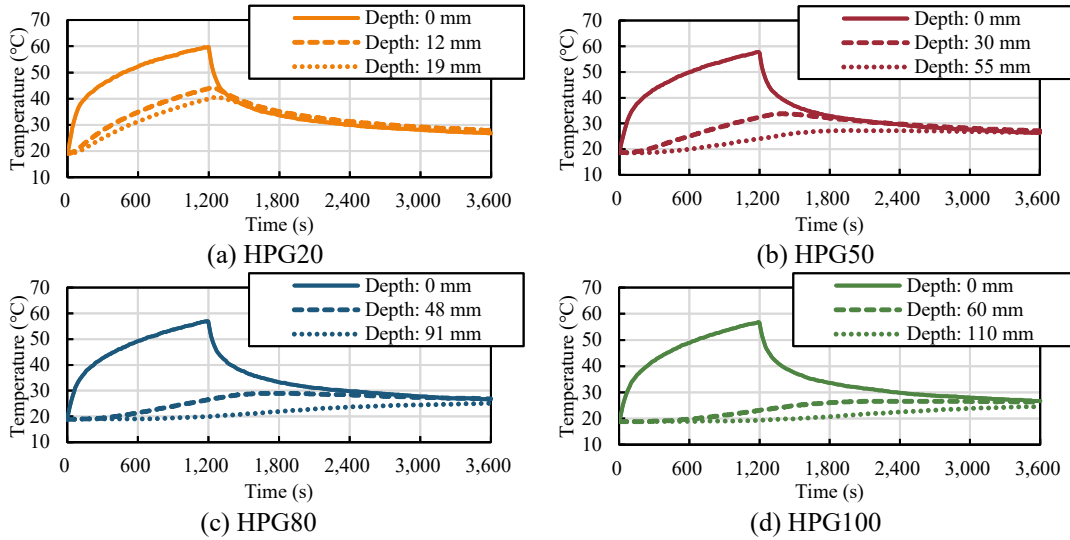 70
60
50
40
30
20
10
Temperature (°C)
0 600 1,200 1,800 2,400 3,000 3,600
Time (s)
Depth: 0 mm
Depth: 12 mm
Depth: 19 mm
(a) HPG20
70
60
50
40
30
20
10
Temperature (°C)
0 600 1,200 1,800 2,400 3,000 3,600
Time (s)
Depth: 0 mm
Depth: 30 mm
Depth: 55 mm
(b) HPG50
70
60
50
40
30
20
10
Temperature (°C)
0 600 1,200 1,800 2,400 3,000 3,600
Time (s)
Depth: 0 mm
Depth: 48 mm
Depth: 91 mm
(c) HPG80
70
60
50
40
30
20
10
Temperature (°C)
0 600 1,200 1,800 2,400 3,000 3,600
Time (s)
Depth: 0 mm
Depth: 60 mm
Depth: 110 mm
(d) HPG100